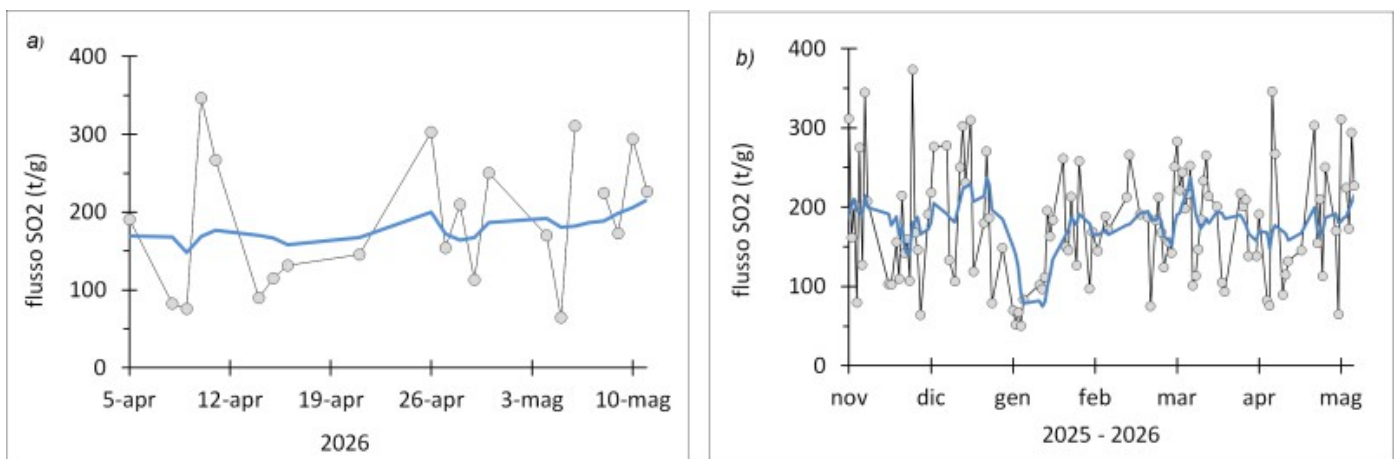 a)
flusso SO2 (t/g)
400
300
200
100
0
5-apr 12-apr 19-apr 26-apr 3-mag 10-mag
2026
b)
flusso SO2 (t/g)
400
300
200
100
0
nov dic gen feb mar apr mag
2025 - 2026